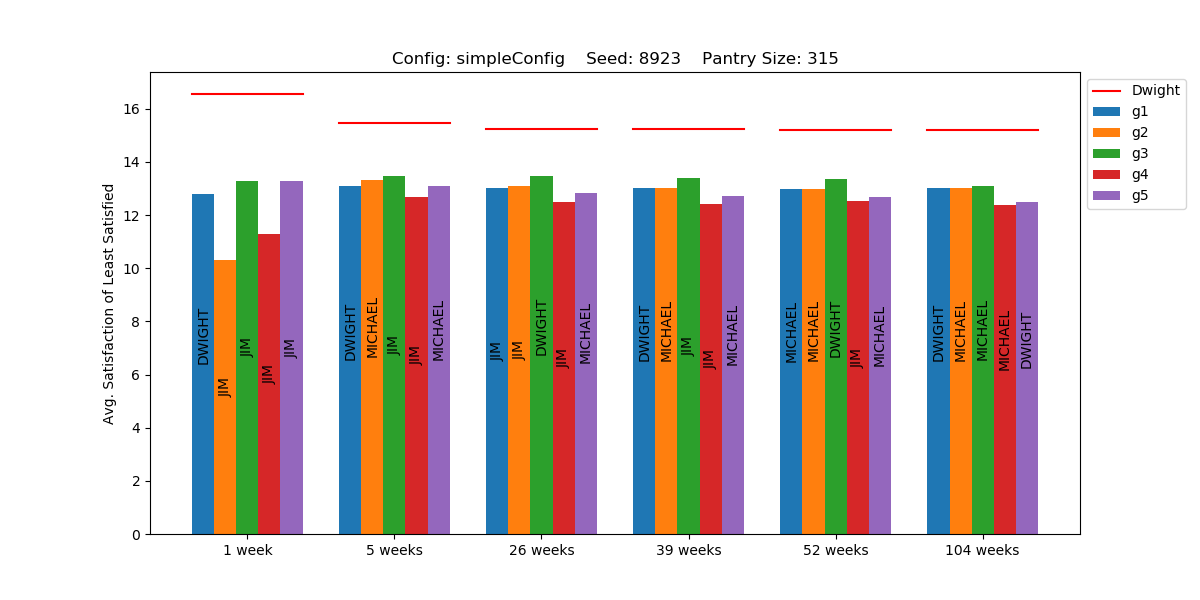 Config: simpleConfig    Seed: 8923    Pantry Size: 315
Avg. Satisfaction of Least Satisfied
16
14
12
10
8
6
4
2
0
DWIGHT
JIM
JIM
JIM
JIM
DWIGHT
MICHAEL
JIM
JIM
MICHAEL
JIM
JIM
DWIGHT
JIM
MICHAEL
DWIGHT
MICHAEL
JIM
JIM
MICHAEL
MICHAEL
MICHAEL
DWIGHT
JIM
MICHAEL
DWIGHT
MICHAEL
MICHAEL
MICHAEL
DWIGHT
1 week
5 weeks
26 weeks
39 weeks
52 weeks
104 weeks
Dwight
g1
g2
g3
g4
g5